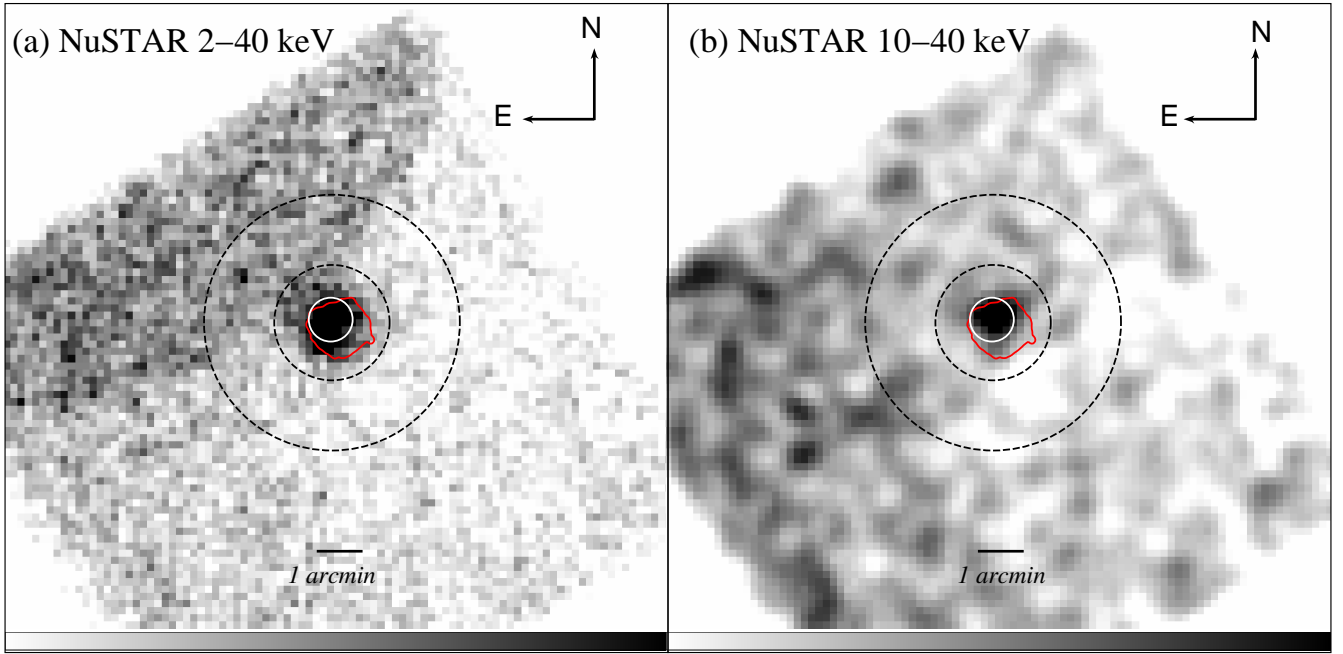 (a) NuSTAR 2–40 keV
N
E
1 arcmin
(b) NuSTAR 10–40 keV
N
E
1 arcmin